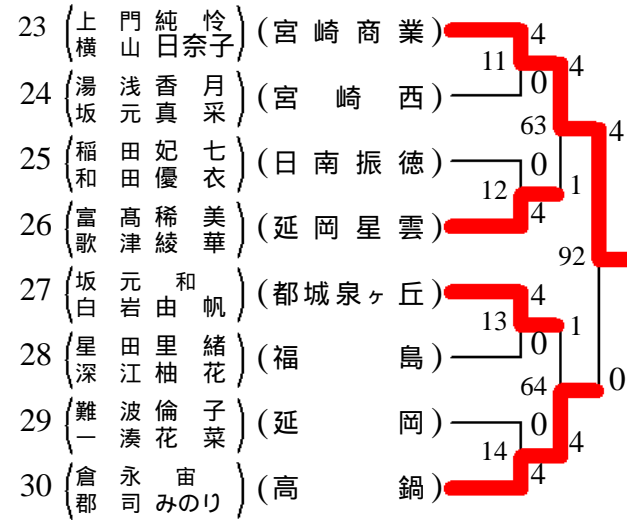 上門純怜
23 (宮崎商業) 4
横山日奈子
11 4
湯浅香月 0
24 (宮崎西)
坂元真采
63 4
稲田妃七
25 (日南振徳) 0
和田優衣
12 1
富髙稀美 4
26 (延岡星雲)
歌津綾華
92
坂元和
27 (都城泉ヶ丘) 4
白岩由帆
13 1
星田里緒 0
28 (福島)
深江柚花
64 0
難波倫子
29 (延岡) 0
一湊花菜
14 4
倉永宙 4
30 (高鍋)
郡司みのり